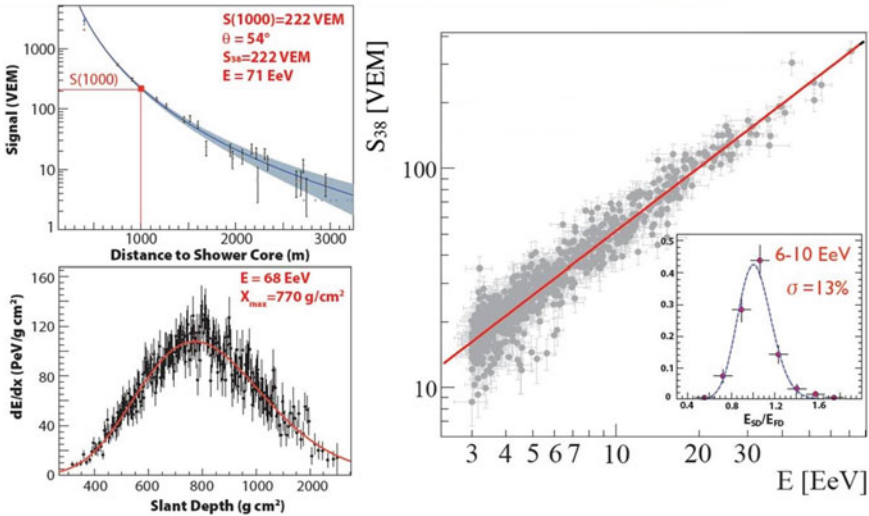 S(1000)=222 VEM
θ = 54°
S38=222 VEM
E = 71 EeV
Signal (VEM)
1000
100
10
1
S(1000)
1000
2000
3000
Distance to Shower Core (m)
E = 68 EeV
Xmax=770 g/cm²
dE/dx (PeV/g cm²)
160
120
80
40
0
400
800
1200
1600
2000
Slant Depth (g cm²)
S38 [VEM]
100
10
3
4
5
6
7
10
20
30
E [EeV]
6-10 EeV
σ =13%
0.5
0.4
0.3
0.2
0.1
0
0.4
0.8
1.2
1.6
ESD/EFD